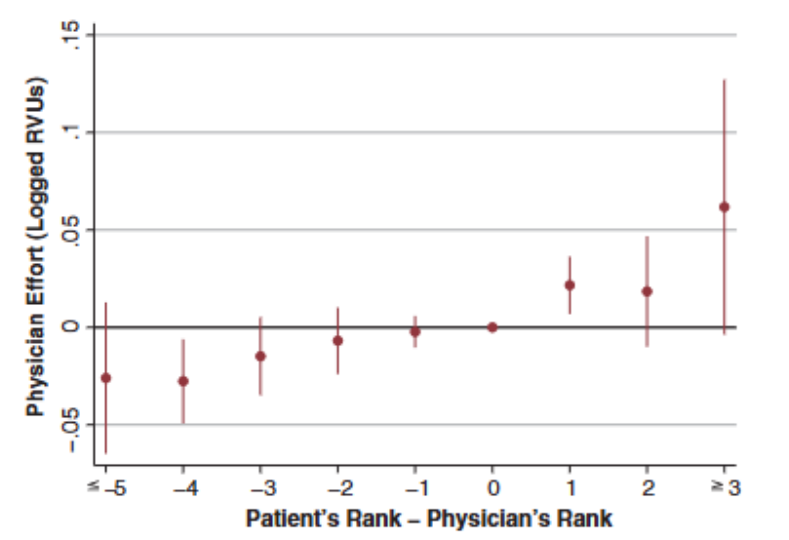 .15
.1
.05
0
−.05
Physician Effort (Logged RVUs)
≤ −5 −4 −3 −2 −1 0 1 2 ≥ 3
Patient's Rank – Physician's Rank